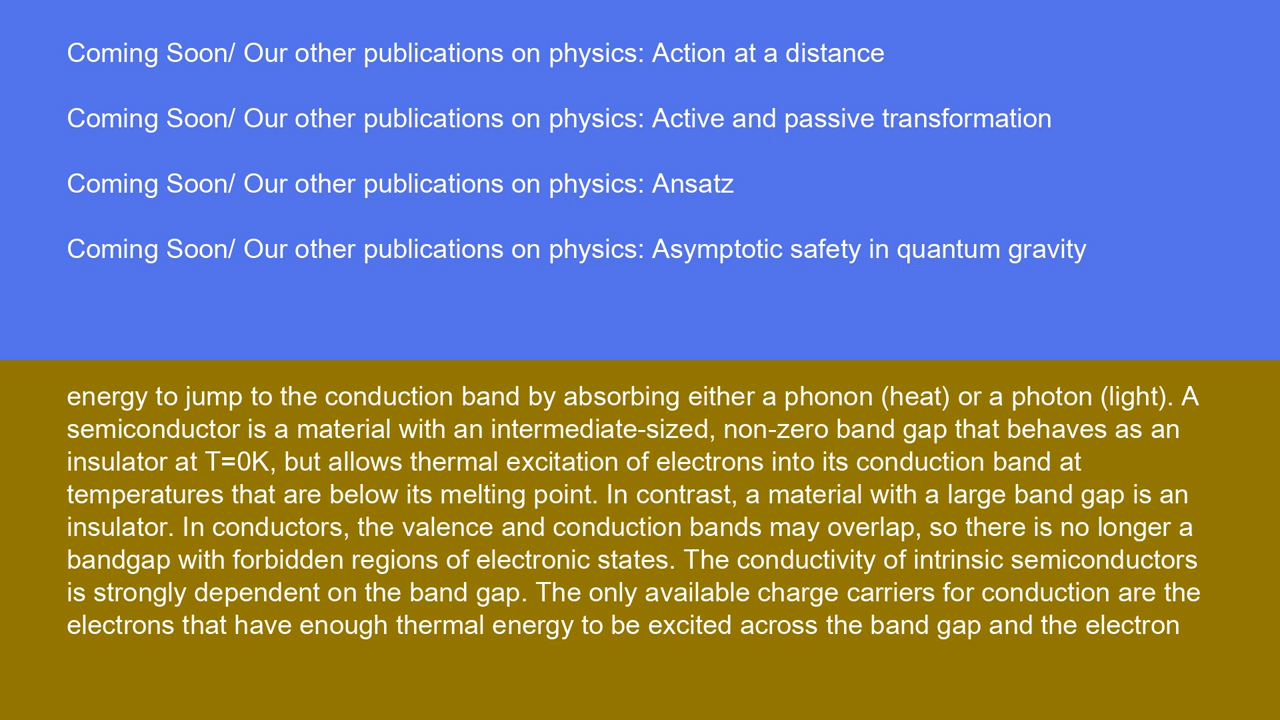 Coming Soon/ Our other publications on physics: Action at a distance
Coming Soon/ Our other publications on physics: Active and passive transformation
Coming Soon/ Our other publications on physics: Ansatz
Coming Soon/ Our other publications on physics: Asymptotic safety in quantum gravity
energy to jump to the conduction band by absorbing either a phonon (heat) or a photon (light). A
semiconductor is a material with an intermediate-sized, non-zero band gap that behaves as an
insulator at T=0K, but allows thermal excitation of electrons into its conduction band at
temperatures that are below its melting point. In contrast, a material with a large band gap is an
insulator. In conductors, the valence and conduction bands may overlap, so there is no longer a
bandgap with forbidden regions of electronic states. The conductivity of intrinsic semiconductors
is strongly dependent on the band gap. The only available charge carriers for conduction are the
electrons that have enough thermal energy to be excited across the band gap and the electron